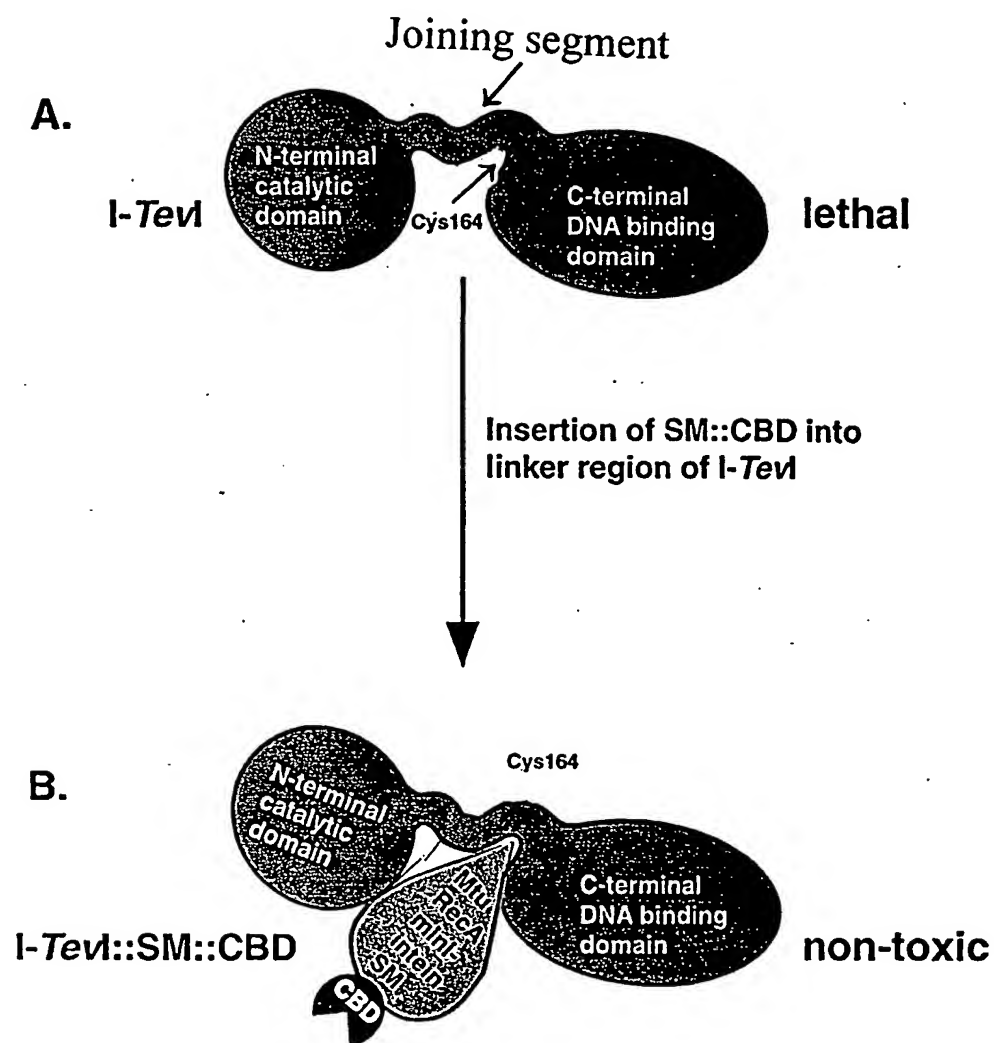 Joining segment
A.
N-terminal
catalytic
domain
I-TevI
Cys164
C-terminal
DNA binding
domain
lethal
Insertion of SM::CBD into
linker region of I-TevI
Cys164
B.
N-terminal
catalytic
domain
Mtu
RecA
mini-
intein
SM
C-terminal
DNA binding
domain
I-TevI::SM::CBD
CBD
non-toxic